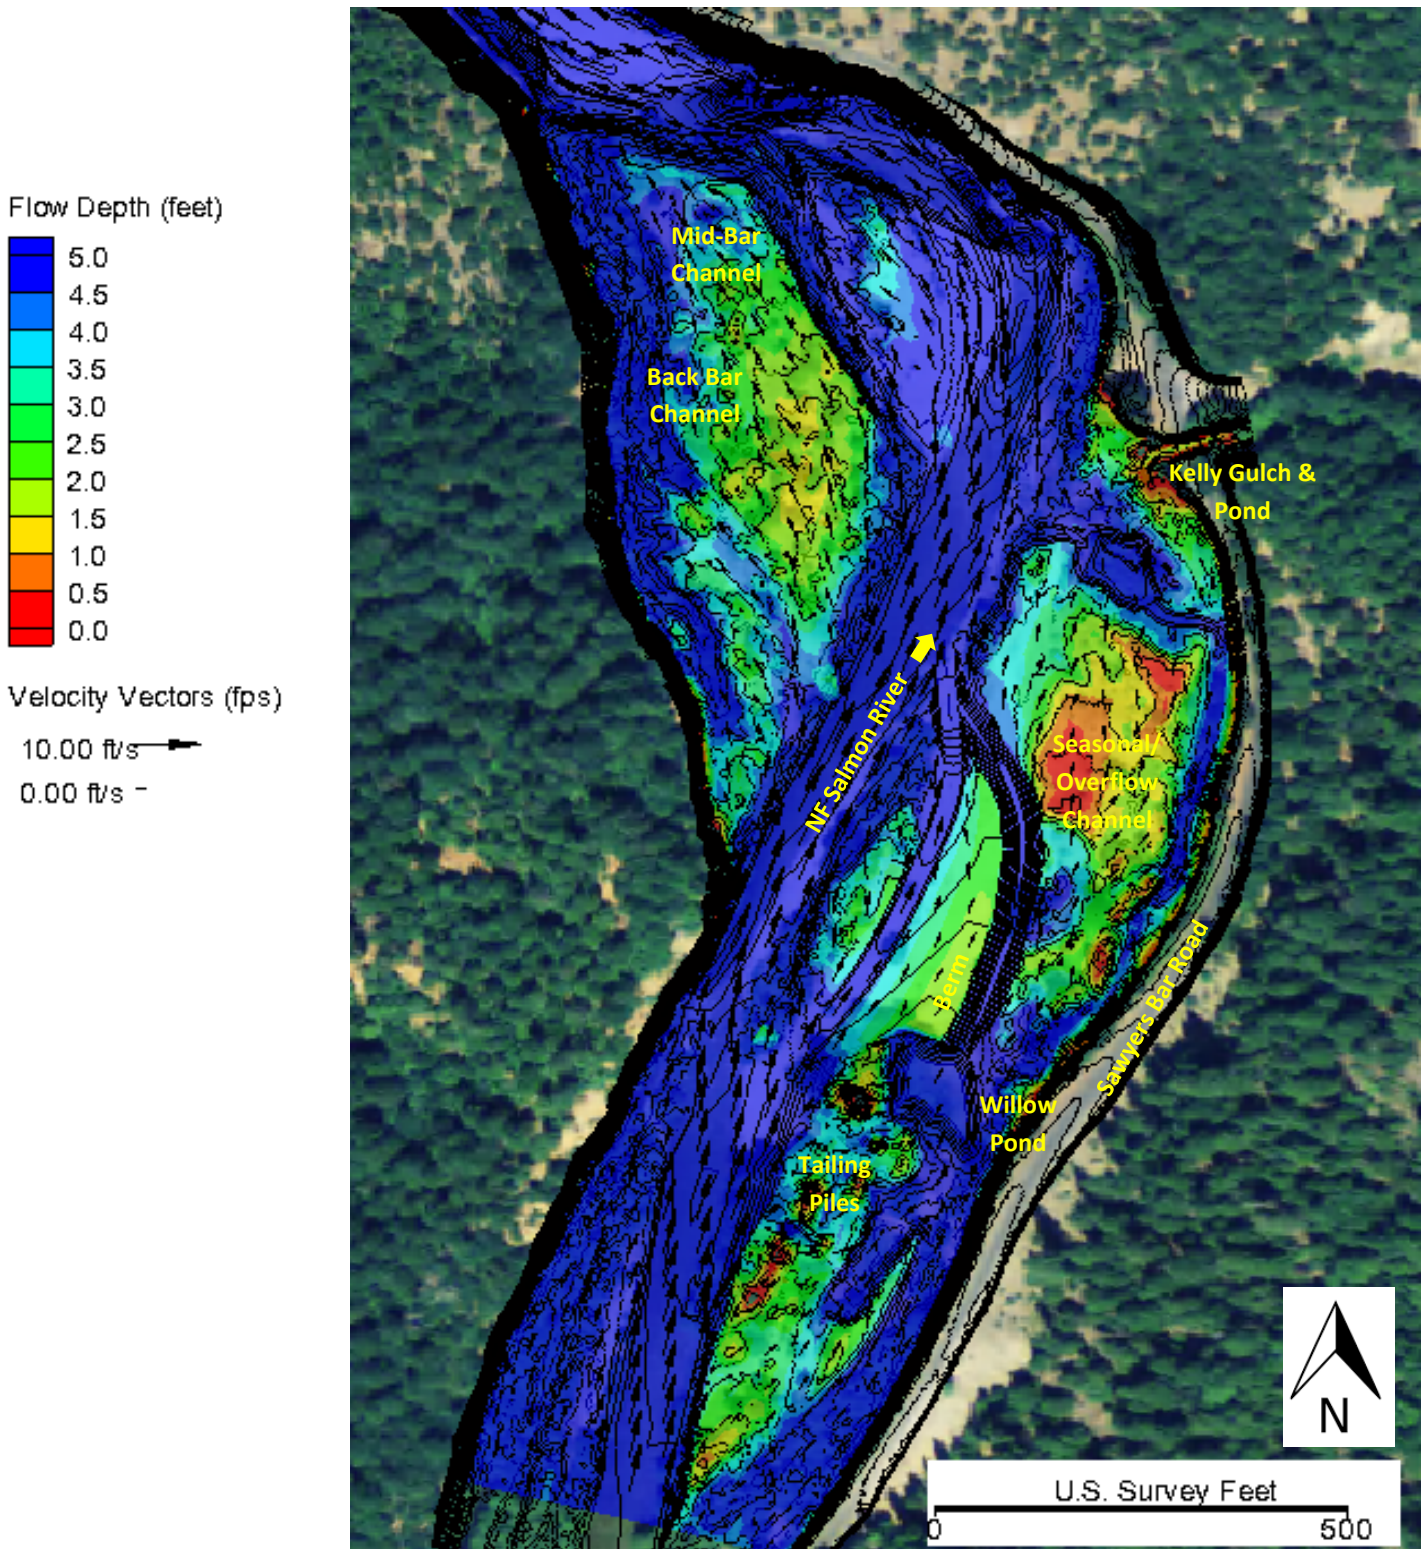 Flow Depth (feet)
5.0
4.5
4.0
3.5
3.0
2.5
2.0
1.5
1.0
0.5
0.0
Velocity Vectors (fps)
10.00 ft/s
0.00 ft/s
Mid-Bar
Channel
Back Bar
Channel
Kelly Gulch &
Pond
NF Salmon River
Seasonal/
Overflow
Channel
Berm
Sawyers Bar Road
Willow
Pond
Tailing
Piles
N
U.S. Survey Feet
0
500